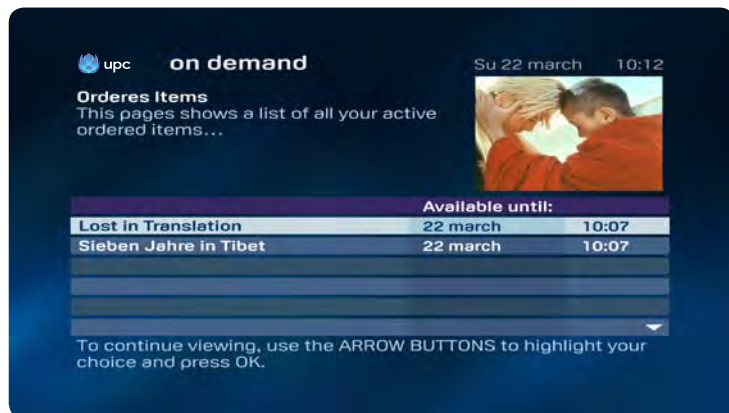 upc on demand Su 22 march 10:12
Orderes Items
This pages shows a list of all your active
ordered items...
Available until:
Lost in Translation 22 march 10:07
Sieben Jahre in Tibet 22 march 10:07
To continue viewing, use the ARROW BUTTONS to highlight your
choice and press OK.